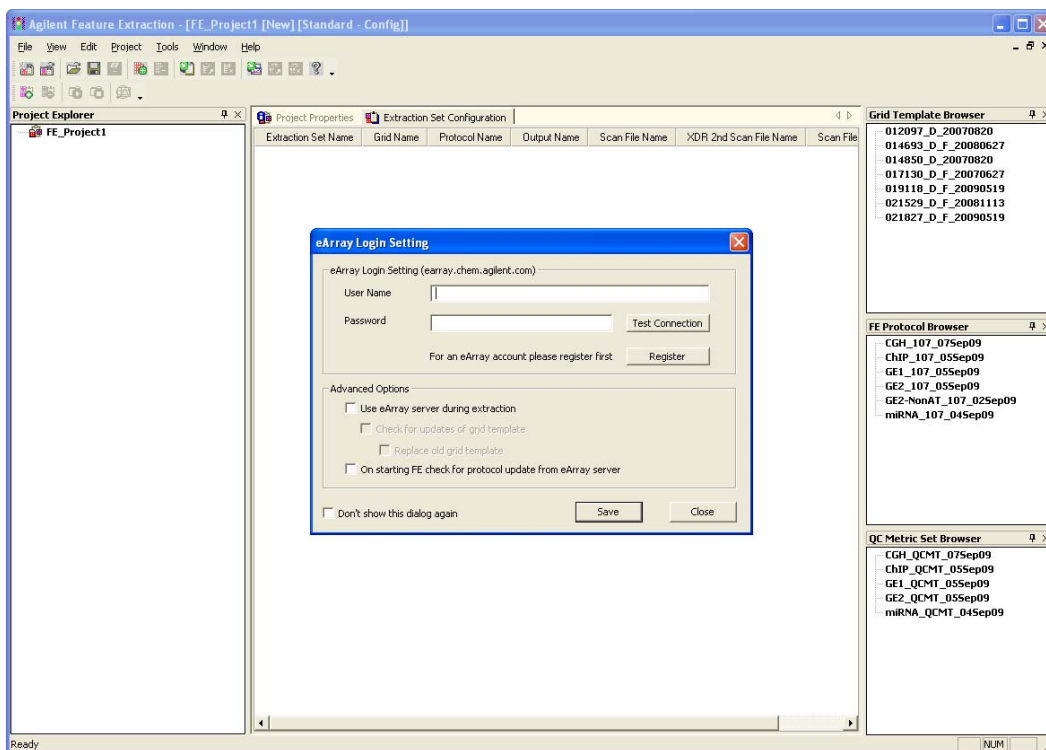 Agilent Feature Extraction - [FE_Project1 [New] [Standard - Config]]
File View Edit Project Tools Window Help
Project Explorer
FE_Project1
Project Properties Extraction Set Configuration
Extraction Set Name Grid Name Protocol Name Output Name Scan File Name XDR 2nd Scan File Name Scan File
eArray Login Setting
eArray Login Setting (earray.chem.agilent.com)
User Name
Password
Test Connection
For an eArray account please register first
Register
Advanced Options
Use eArray server during extraction
Check for updates of grid template
Replace old grid template
On starting FE check for protocol update from eArray server
Don't show this dialog again
Save
Close
Grid Template Browser
012097_D_20070820
014693_D_F_20080627
014850_D_20070820
017130_D_F_20070627
019118_D_F_20090519
021529_D_F_20081113
021827_D_F_20090519
FE Protocol Browser
CGH_107_07Sep09
ChIP_107_05Sep09
GE1_107_05Sep09
GE2_107_05Sep09
GE2-NonAT_107_02Sep09
miRNA_107_04Sep09
QC Metric Set Browser
CGH_QCMT_07Sep09
ChIP_QCMT_05Sep09
GE1_QCMT_05Sep09
GE2_QCMT_05Sep09
miRNA_QCMT_04Sep09
Ready
NUM